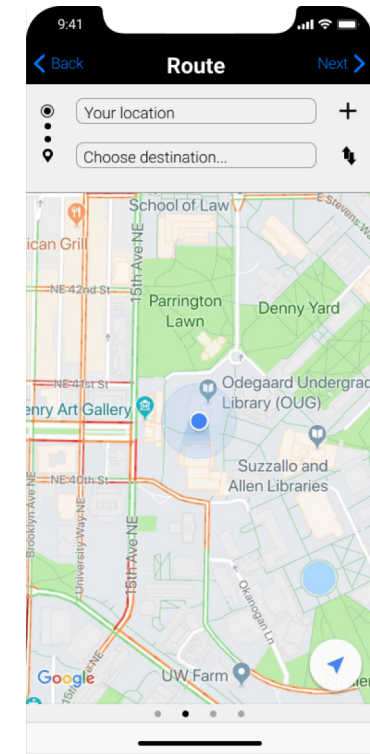 9:41
Back
Route
Next
Your location
Choose destination...
School of Law
E Stevens Wa
ican Grill
15th Ave NE
NE 42nd St
Parrington
Lawn
Denny Yard
NE 41st St
enry Art Gallery
Odegaard Undergrad
Library (OUG)
Suzzallo and
Allen Libraries
NE 40th St
Brooklyn Ave NE
University Way NE
15th Ave NE
Okanogan Ln
Google
UW Farm